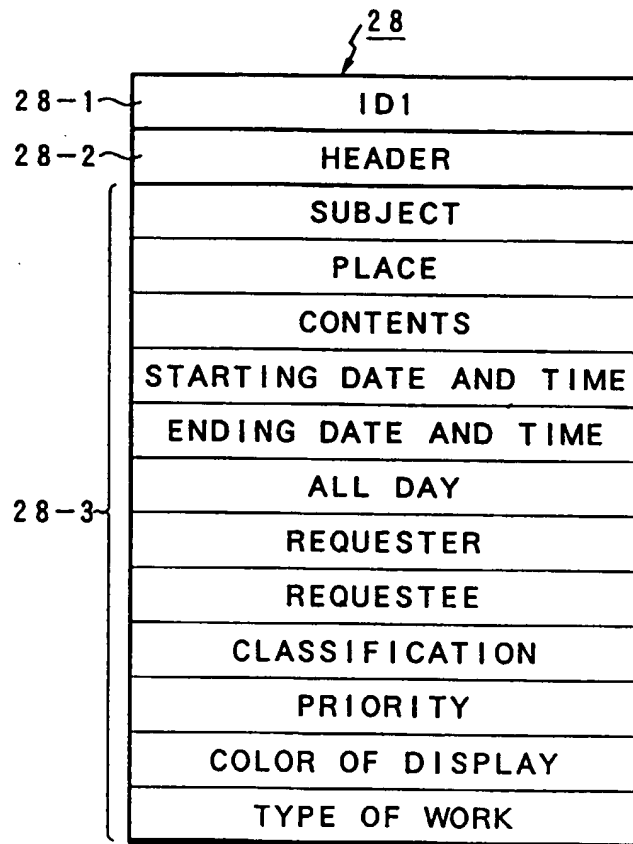 28
28-1 ID1
28-2 HEADER
SUBJECT
PLACE
CONTENTS
STARTING DATE AND TIME
ENDING DATE AND TIME
ALL DAY
28-3
REQUESTER
REQUESTEE
CLASSIFICATION
PRIORITY
COLOR OF DISPLAY
TYPE OF WORK